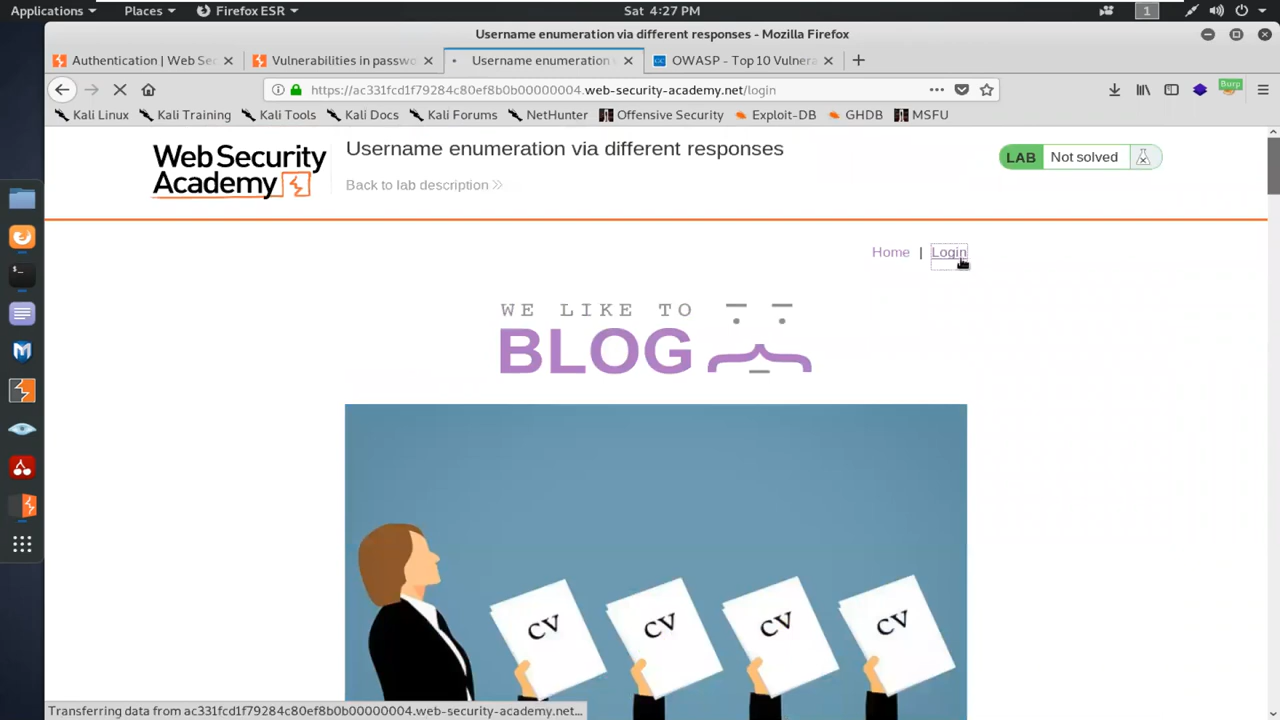 Applications Places Firefox ESR Sat 4:27 PM 1
Username enumeration via different responses - Mozilla Firefox
Authentication | Web Sec Vulnerabilities in passwo Username enumeration OWASP - Top 10 Vulnera
web-security-academy.net/login Burp
Kali Linux Kali Training Kali Tools Kali Docs Kali Forums NetHunter Offensive Security Exploit-DB GHDB MSFU
Web Security
Academy
Username enumeration via different responses
LAB Not solved
Back to lab description
Home | Login
WE LIKE TO
BLOG
CV CV CV CV
Transferring data from ac331fcd1f79284c80ef8b0b00000004.web-security-academy.net...